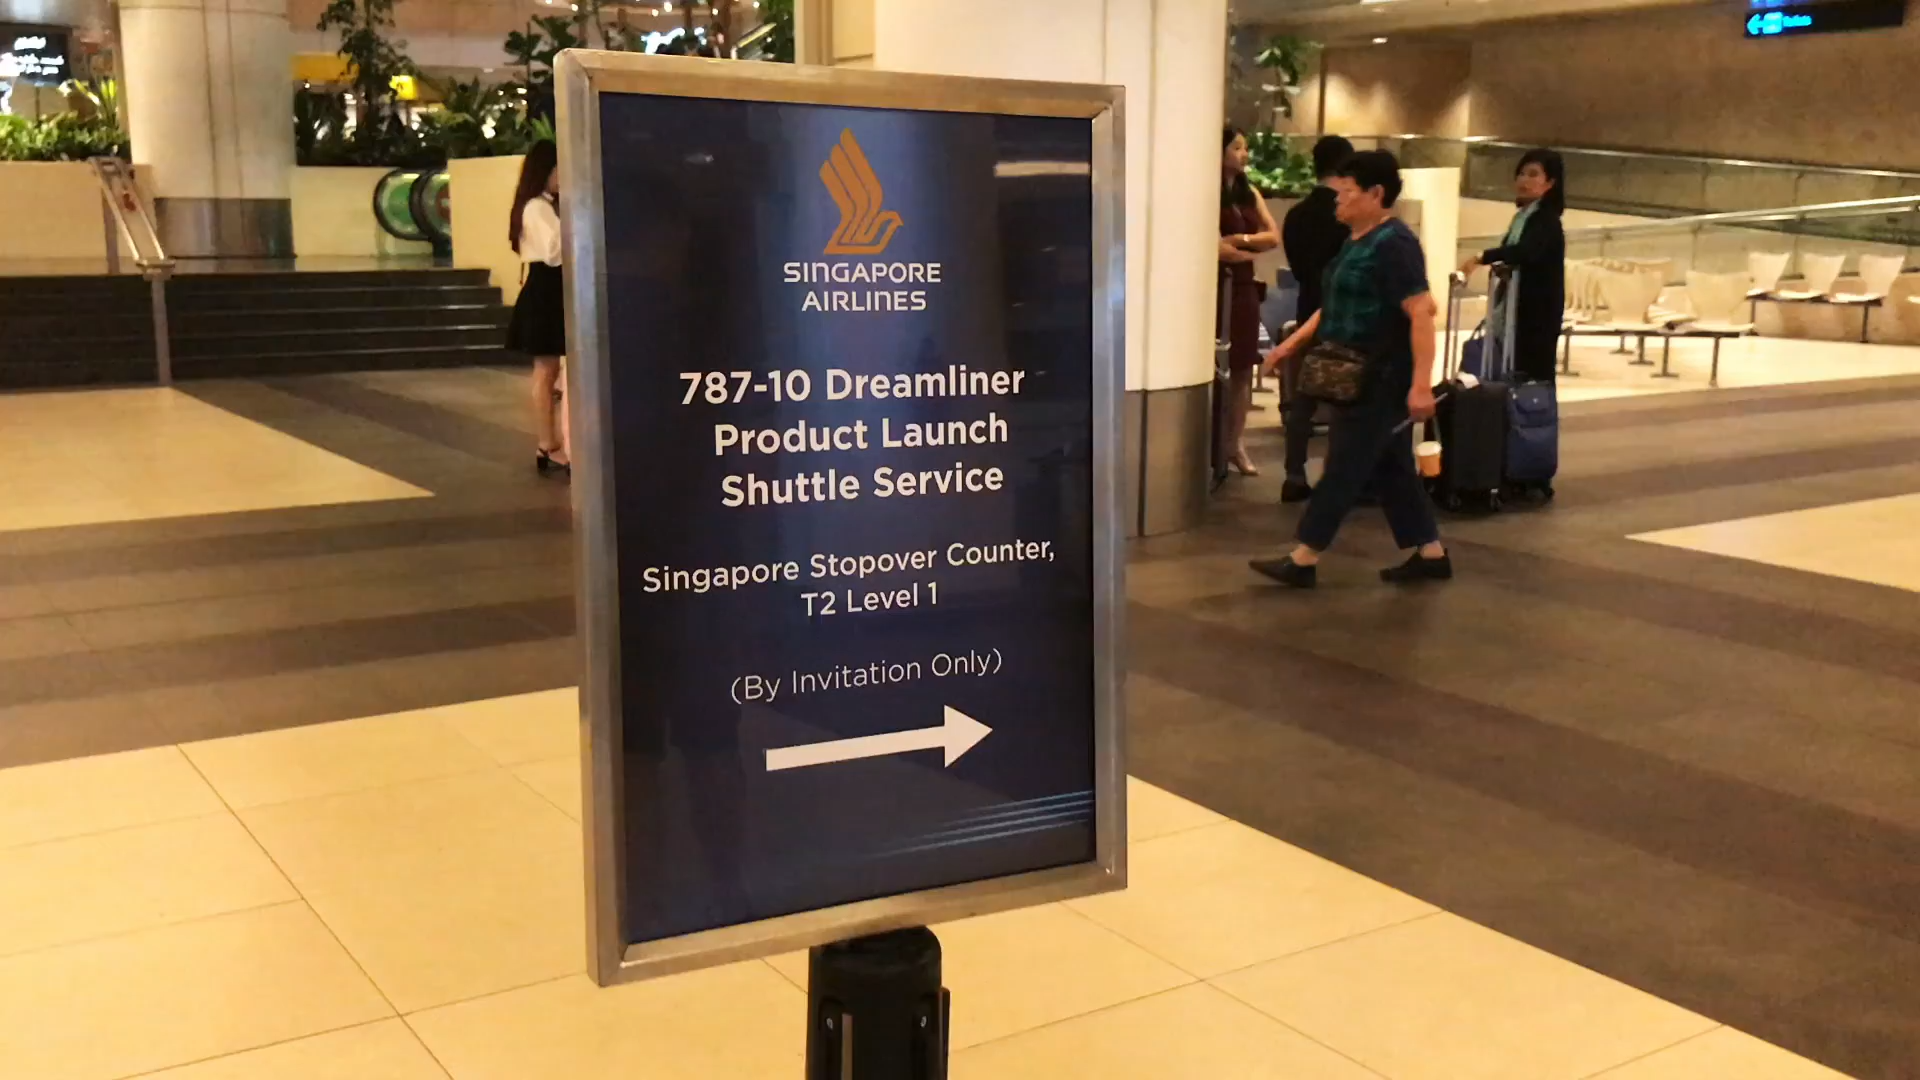 SINGAPORE
AIRLINES
787-10 Dreamliner
Product Launch
Shuttle Service
Singapore Stopover Counter,
T2 Level 1
(By Invitation Only)